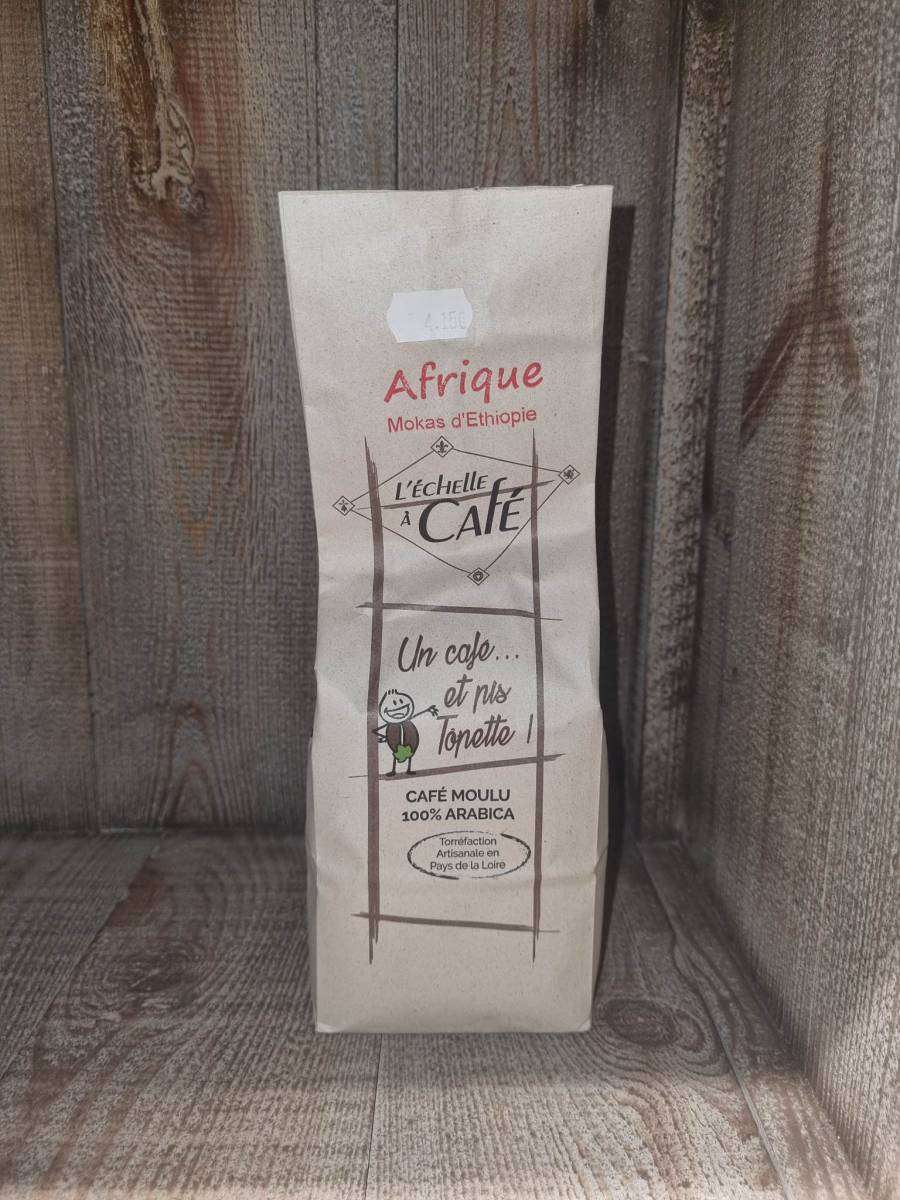 4.15€
Afrique
Mokas d'Ethiopie
L'ÉCHELLE
À CAFÉ
Un café...
et pis
Topette !
CAFÉ MOULU
100% ARABICA
Torréfaction
Artisanale en
Pays de la Loire